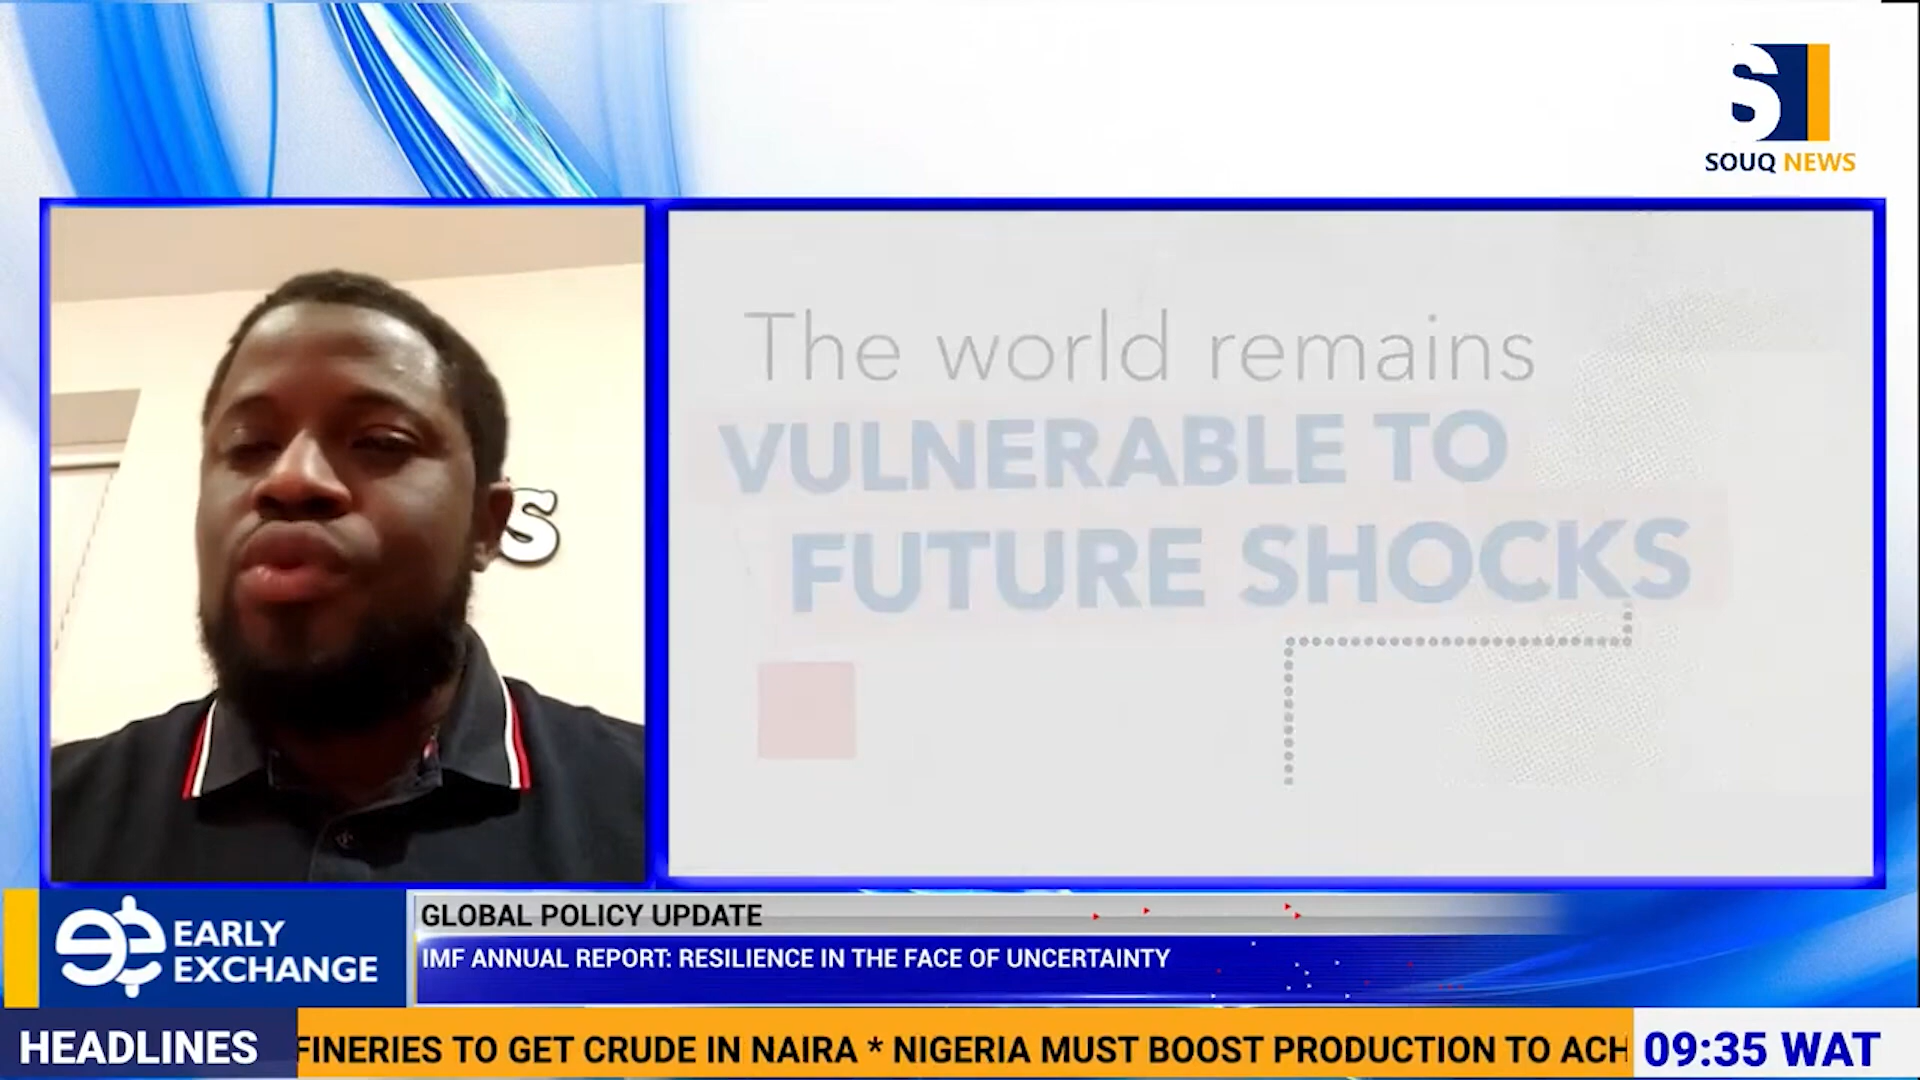 SOUQ NEWS
S
The world remains
VULNERABLE TO
FUTURE SHOCKS
EARLY
EXCHANGE
GLOBAL POLICY UPDATE
IMF ANNUAL REPORT: RESILIENCE IN THE FACE OF UNCERTAINTY
HEADLINES
FINERIES TO GET CRUDE IN NAIRA * NIGERIA MUST BOOST PRODUCTION TO ACH
09:35 WAT